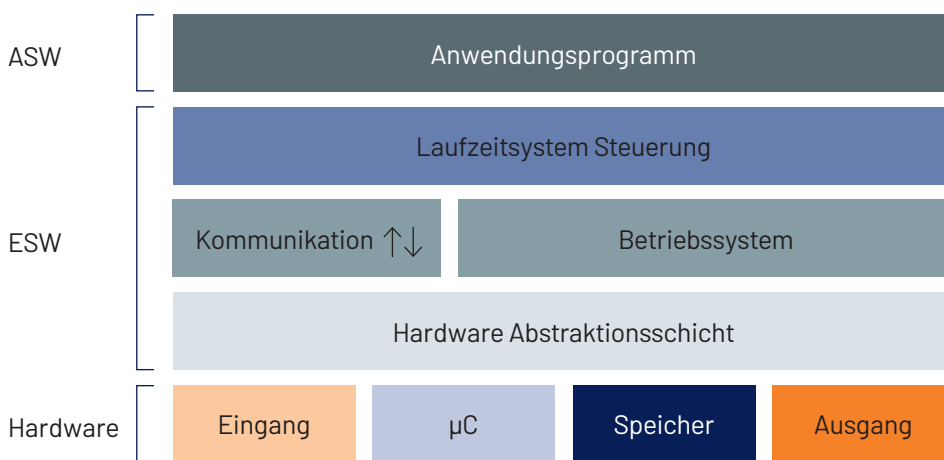 ASW
Anwendungsprogramm
Laufzeitsystem Steuerung
ESW
Kommunikation ↑↓
Betriebssystem
Hardware Abstraktionsschicht
Hardware
Eingang
µC
Speicher
Ausgang